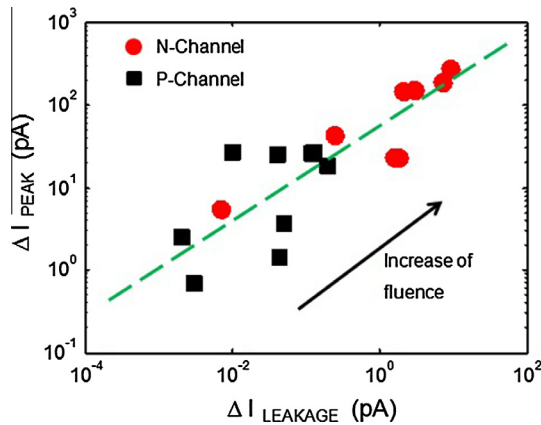 10³
10²
10¹
10⁰
10⁻¹
10⁻⁴
10⁻²
10⁰
10²
Δ I PEAK (pA)
Δ I LEAKAGE (pA)
N-Channel
P-Channel
Increase of
fluence